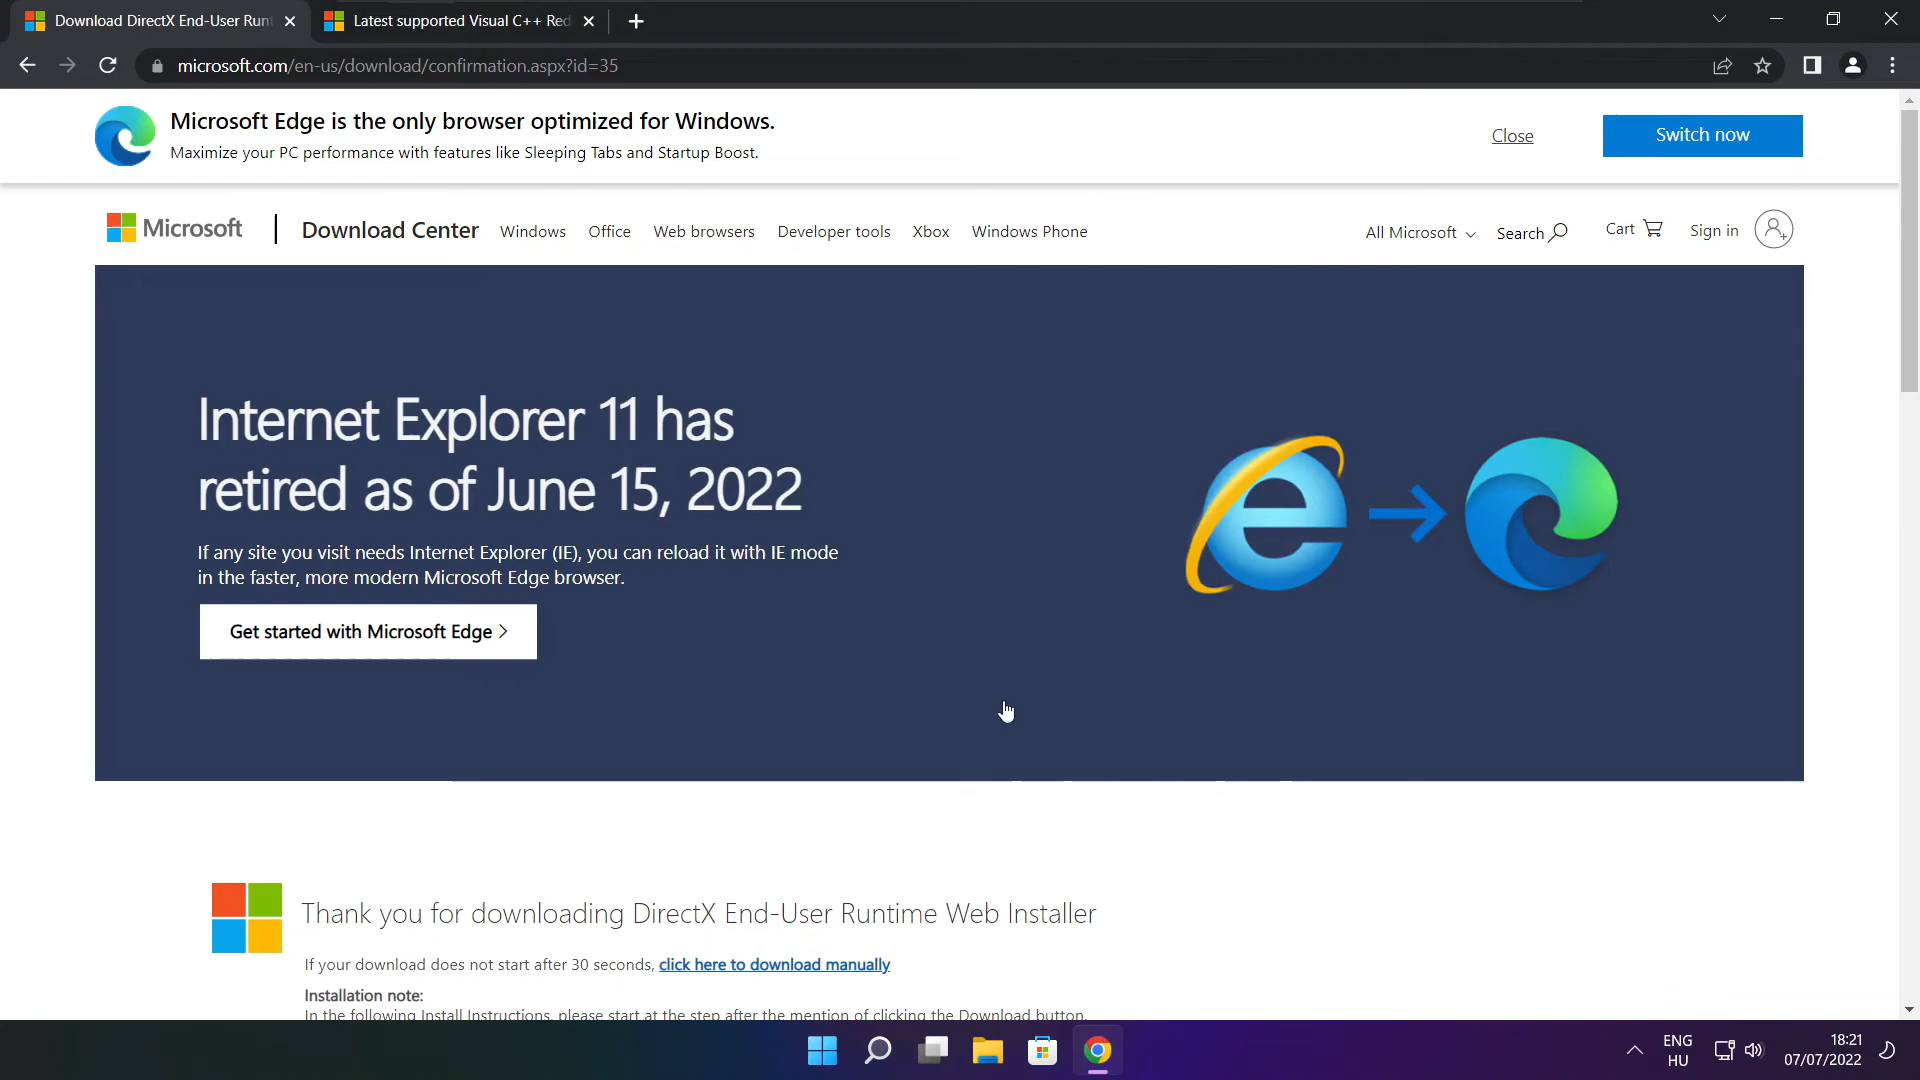 Download DirectX End-User Runt
Latest supported Visual C++ Red
microsoft.com/en-us/download/confirmation.aspx?id=35
Microsoft Edge is the only browser optimized for Windows.
Maximize your PC performance with features like Sleeping Tabs and Startup Boost.
Close
Switch now
Microsoft
Download Center
Windows
Office
Web browsers
Developer tools
Xbox
Windows Phone
All Microsoft
Search
Cart
Sign in
Internet Explorer 11 has
retired as of June 15, 2022
If any site you visit needs Internet Explorer (IE), you can reload it with IE mode
in the faster, more modern Microsoft Edge browser.
Get started with Microsoft Edge >
Thank you for downloading DirectX End-User Runtime Web Installer
If your download does not start after 30 seconds, click here to download manually
Installation note:
In the following Install Instructions, please start at the step after the mention of clicking the Download button.
ENG
HU
18:21
07/07/2022